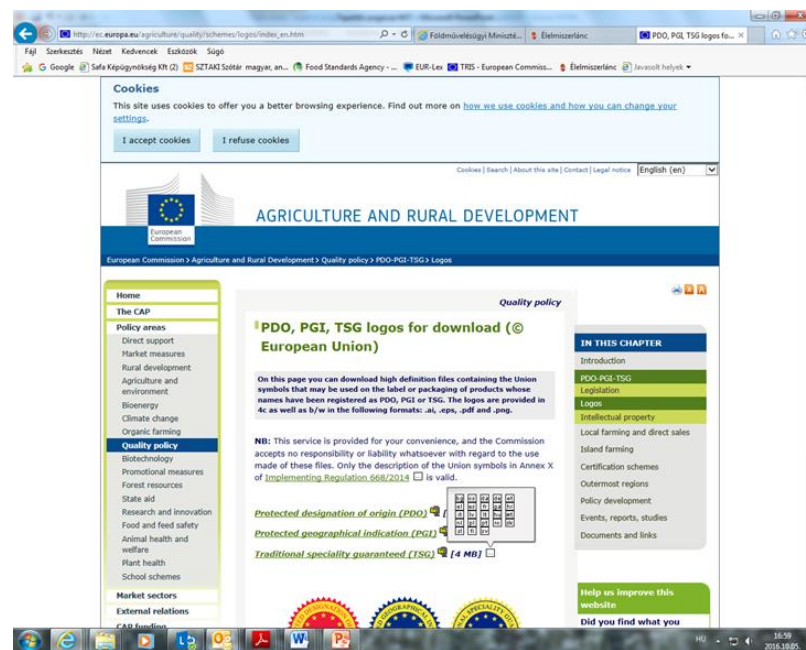 http://ec.europa.eu/agriculture/quality/schemes/logos/index_en.htm
Földművelésügyi Miniszté...
Élelmiszerlánc
PDO, PGI, TSG logos fo...
Fájl Szerkesztés Nézet Kedvencek Eszközök Súgó
Google Safa Képügynökség Kft (2) SZTAKI Szótár magyar, an... Food Standards Agency - ... EUR-Lex TRIS - European Commiss... Élelmiszerlánc Javasolt helyek
Cookies
This site uses cookies to offer you a better browsing experience. Find out more on how we use cookies and how you can change your
settings.
I accept cookies I refuse cookies
Cookies | Search | About this site | Contact | Legal notice English (en)
European
Commission
AGRICULTURE AND RURAL DEVELOPMENT
European Commission > Agriculture and Rural Development > Quality policy > PDO-PGI-TSG > Logos
Home
The CAP
Policy areas
Direct support
Market measures
Rural development
Agriculture and
environment
Bioenergy
Climate change
Organic farming
Quality policy
Biotechnology
Promotional measures
Forest resources
State aid
Research and innovation
Food and feed safety
Animal health and
welfare
Plant health
School schemes
Market sectors
External relations
CAP funding
Quality policy
PDO, PGI, TSG logos for download (©
European Union)
On this page you can download high definition files containing the Union
symbols that may be used on the label or packaging of products whose
names have been registered as PDO, PGI or TSG. The logos are provided in
4c as well as b/w in the following formats: .ai, .eps, .pdf and .png.
NB: This service is provided for your convenience, and the Commission
accepts no responsibility or liability whatsoever with regard to the use
made of these files. Only the description of the Union symbols in Annex X
of Implementing Regulation 668/2014 is valid.
Protected designation of origin (PDO) [
Protected geographical indication (PGI)
Traditional speciality guaranteed (TSG) [4 MB]
IN THIS CHAPTER
Introduction
PDO-PGI-TSG
Legislation
Logos
Intellectual property
Local farming and direct sales
Island farming
Certification schemes
Outermost regions
Policy development
Events, reports, studies
Documents and links
Help us improve this
website
Did you find what you
HU
16:59
2016.10.05.